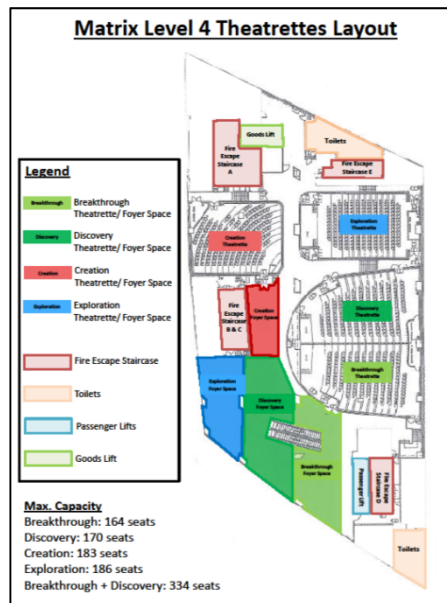 Matrix Level 4 Theatrettes Layout
Toilets
Goods Lift
Fire
Escape
Staircase
A
Fire Escape
Staircase E
Legend
Breakthrough
Breakthrough
Theatrette/ Foyer Space
Discovery
Discovery
Theatrette/ Foyer Space
Creation
Creation
Theatrette/ Foyer Space
Exploration
Exploration
Theatrette/ Foyer Space
Fire Escape Staircase
Toilets
Passenger Lifts
Goods Lift
Creation
Theatrette
Exploration
Theatrette
Fire
Escape
Staircase
B & C
Creation
Foyer Space
Discovery
Theatrette
Breakthrough
Theatrette
Exploration
Foyer Space
Discovery
Foyer Space
Breakthrough
Foyer Space
Passenger Lift
Fire Escape
Staircase D
Toilets
Max. Capacity
Breakthrough: 164 seats
Discovery: 170 seats
Creation: 183 seats
Exploration: 186 seats
Breakthrough + Discovery: 334 seats